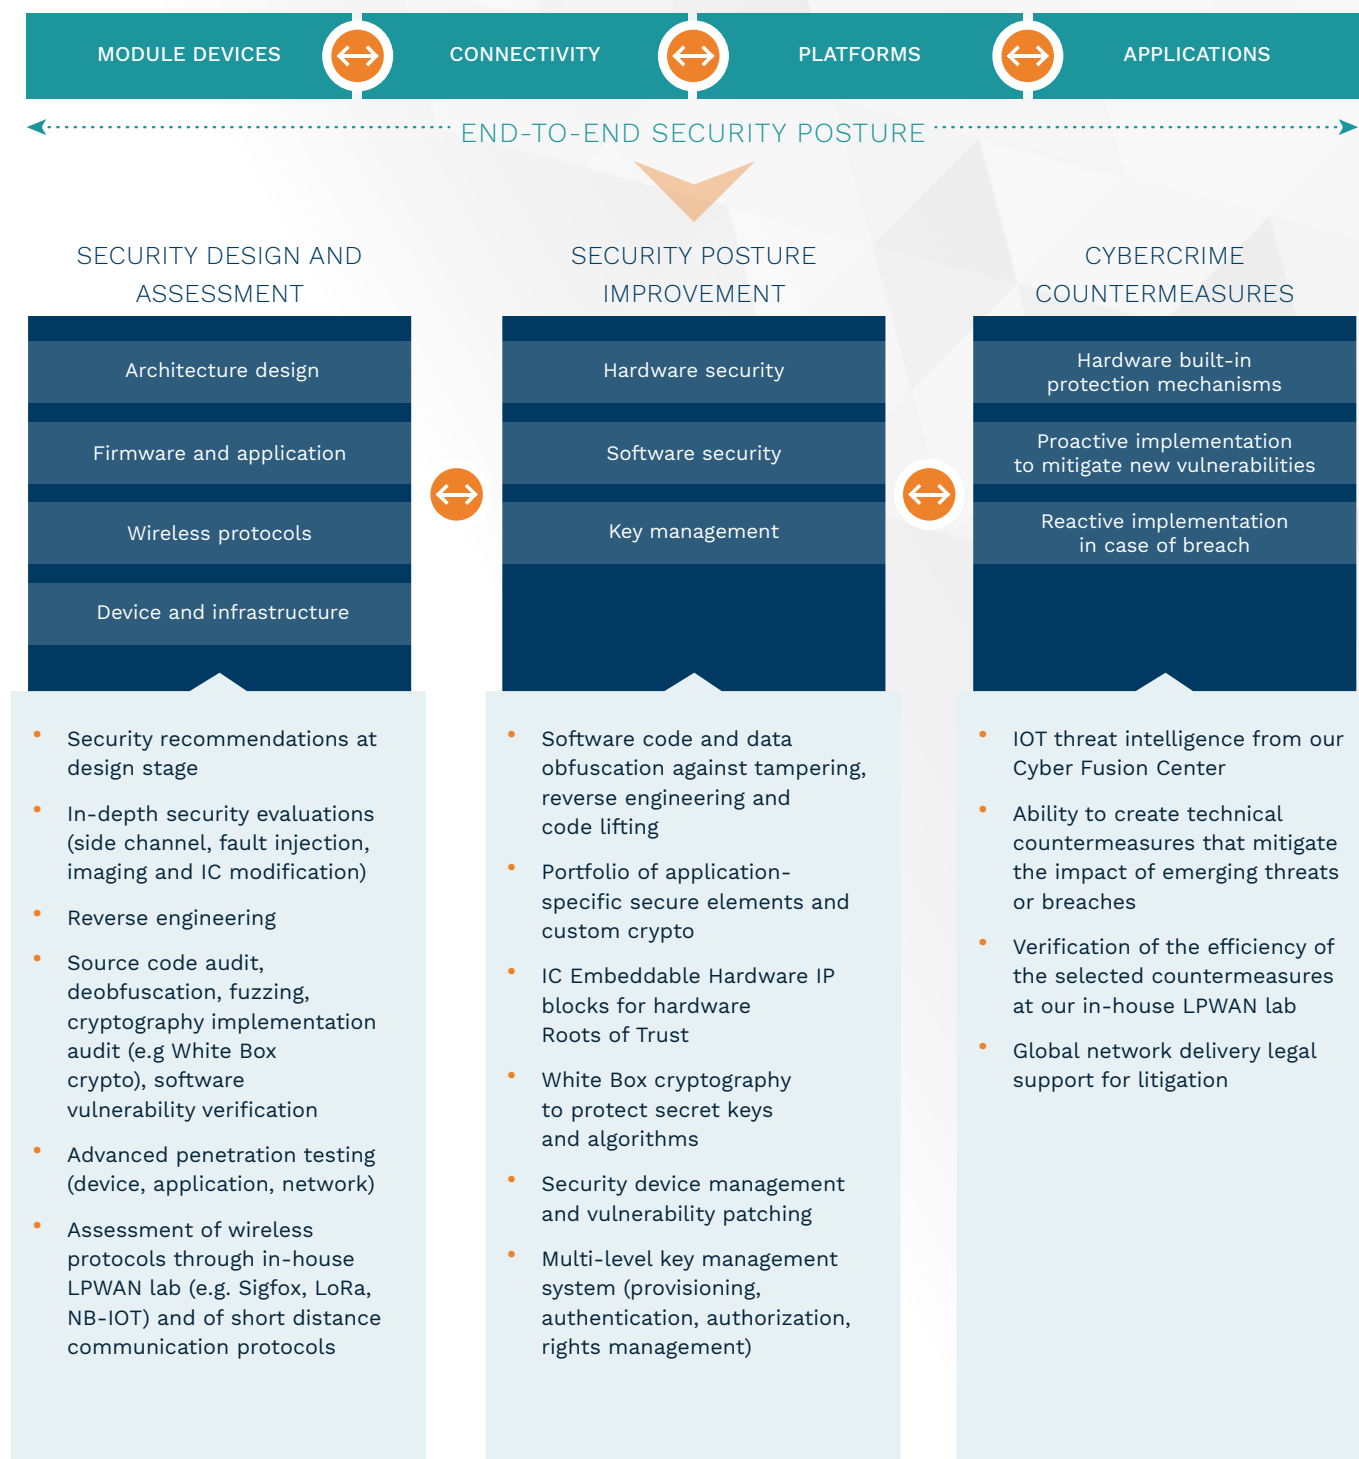 MODULE DEVICES
CONNECTIVITY
PLATFORMS
APPLICATIONS
END-TO-END SECURITY POSTURE
SECURITY DESIGN AND
ASSESSMENT
Architecture design
Firmware and application
Wireless protocols
Device and infrastructure
• Security recommendations at
design stage
• In-depth security evaluations
(side channel, fault injection,
imaging and IC modification)
• Reverse engineering
• Source code audit,
deobfuscation, fuzzing,
cryptography implementation
audit (e.g White Box
crypto), software
vulnerability verification
• Advanced penetration testing
(device, application, network)
• Assessment of wireless
protocols through in-house
LPWAN lab (e.g. Sigfox, LoRa,
NB-IOT) and of short distance
communication protocols
SECURITY POSTURE
IMPROVEMENT
Hardware security
Software security
Key management
• Software code and data
obfuscation against tampering,
reverse engineering and
code lifting
• Portfolio of application-
specific secure elements and
custom crypto
• IC Embeddable Hardware IP
blocks for hardware
Roots of Trust
• White Box cryptography
to protect secret keys
and algorithms
• Security device management
and vulnerability patching
• Multi-level key management
system (provisioning,
authentication, authorization,
rights management)
CYBERCRIME
COUNTERMEASURES
Hardware built-in
protection mechanisms
Proactive implementation
to mitigate new vulnerabilities
Reactive implementation
in case of breach
• IOT threat intelligence from our
Cyber Fusion Center
• Ability to create technical
countermeasures that mitigate
the impact of emerging threats
or breaches
• Verification of the efficiency of
the selected countermeasures
at our in-house LPWAN lab
• Global network delivery legal
support for litigation